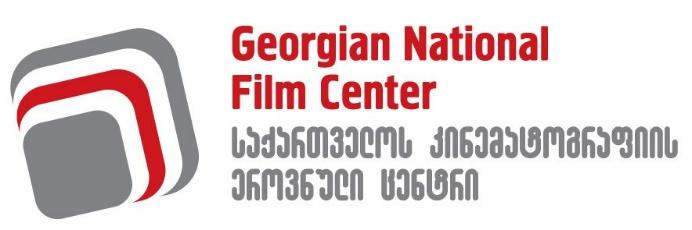 Georgian National
Film Center
საქართველოს კინემატოგრაფიის
ეროვნული ცენტრი